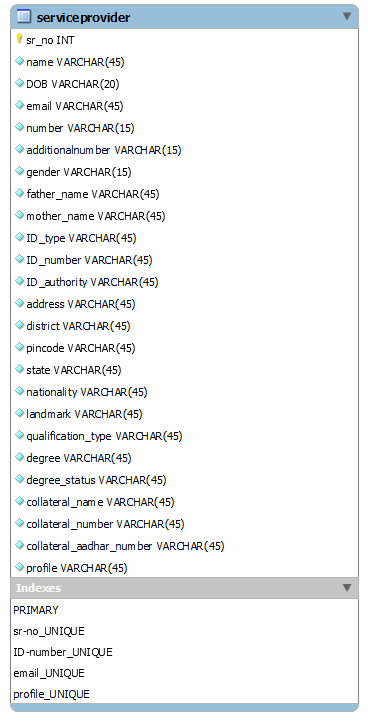 serviceprovider
sr_no INT
name VARCHAR(45)
DOB VARCHAR(20)
email VARCHAR(45)
number VARCHAR(15)
additionalnumber VARCHAR(15)
gender VARCHAR(15)
father_name VARCHAR(45)
mother_name VARCHAR(45)
ID_type VARCHAR(45)
ID_number VARCHAR(45)
ID_authority VARCHAR(45)
address VARCHAR(45)
district VARCHAR(45)
pincode VARCHAR(45)
state VARCHAR(45)
nationality VARCHAR(45)
landmark VARCHAR(45)
qualification_type VARCHAR(45)
degree VARCHAR(45)
degree_status VARCHAR(45)
collateral_name VARCHAR(45)
collateral_number VARCHAR(45)
collateral_aadhar_number VARCHAR(45)
profile VARCHAR(45)
Indexes
PRIMARY
sr-no_UNIQUE
ID-number_UNIQUE
email_UNIQUE
profile_UNIQUE